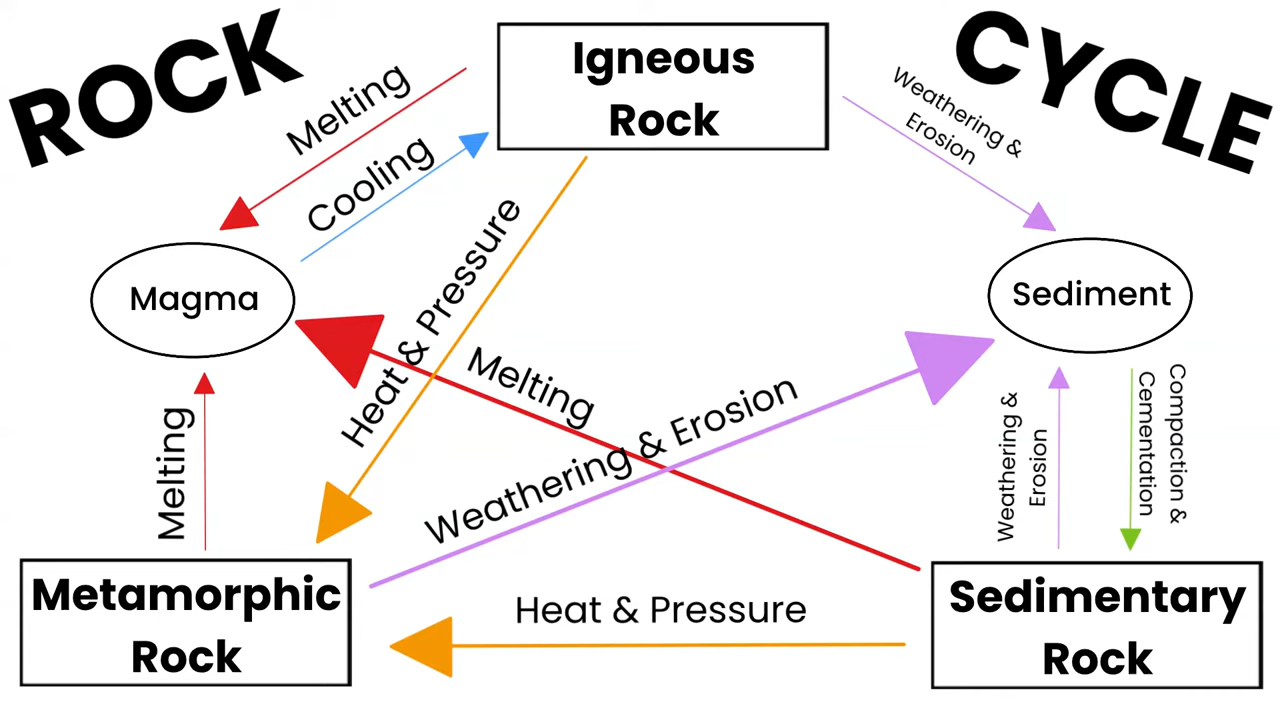 ROCK
CYCLE
Igneous
Rock
Melting
Cooling
Weathering &
Erosion
Heat & Pressure
Magma
Sediment
Melting
Weathering & Erosion
Melting
Weathering &
Erosion
Compaction &
Cementation
Metamorphic
Rock
Heat & Pressure
Sedimentary
Rock